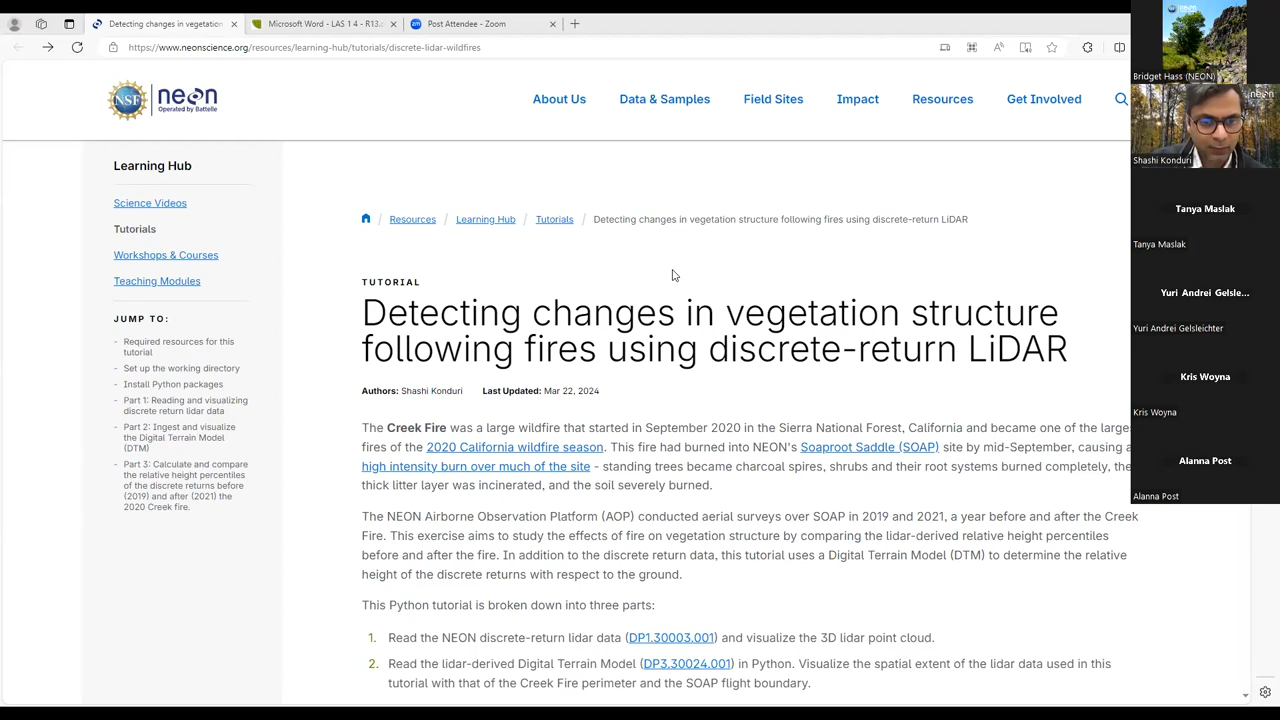 Detecting changes in vegetation
Microsoft Word - LAS 1 4 - R13.
Post Attendee - Zoom
https://www.neonscience.org/resources/learning-hub/tutorials/discrete-lidar-wildfires
NSF
neon
Operated by Battelle
About Us
Data & Samples
Field Sites
Impact
Resources
Get Involved
Learning Hub
Science Videos
Tutorials
Workshops & Courses
Teaching Modules
JUMP TO:
- Required resources for this
tutorial
- Set up the working directory
- Install Python packages
- Part 1: Reading and visualizing
discrete return lidar data
- Part 2: Ingest and visualize
the Digital Terrain Model
(DTM)
- Part 3: Calculate and compare
the relative height percentiles
of the discrete returns before
(2019) and after (2021) the
2020 Creek fire.
Resources / Learning Hub / Tutorials / Detecting changes in vegetation structure following fires using discrete-return LiDAR
TUTORIAL
Detecting changes in vegetation structure
following fires using discrete-return LiDAR
Authors: Shashi Konduri Last Updated: Mar 22, 2024
The Creek Fire was a large wildfire that started in September 2020 in the Sierra National Forest, California and became one of the larges
fires of the 2020 California wildfire season. This fire had burned into NEON's Soaproot Saddle (SOAP) site by mid-September, causing a
high intensity burn over much of the site - standing trees became charcoal spires, shrubs and their root systems burned completely, the
thick litter layer was incinerated, and the soil severely burned.
The NEON Airborne Observation Platform (AOP) conducted aerial surveys over SOAP in 2019 and 2021, a year before and after the Creek
Fire. This exercise aims to study the effects of fire on vegetation structure by comparing the lidar-derived relative height percentiles
before and after the fire. In addition to the discrete return data, this tutorial uses a Digital Terrain Model (DTM) to determine the relative
height of the discrete returns with respect to the ground.
This Python tutorial is broken down into three parts:
1. Read the NEON discrete-return lidar data (DP1.30003.001) and visualize the 3D lidar point cloud.
2. Read the lidar-derived Digital Terrain Model (DP3.30024.001) in Python. Visualize the spatial extent of the lidar data used in this
tutorial with that of the Creek Fire perimeter and the SOAP flight boundary.
Bridget Hass (NEON)
neon
Shashi Konduri
Tanya Maslak
Tanya Maslak
Yuri Andrei Gelsle...
Yuri Andrei Gelsleichter
Kris Woyna
Kris Woyna
Alanna Post
Alanna Post